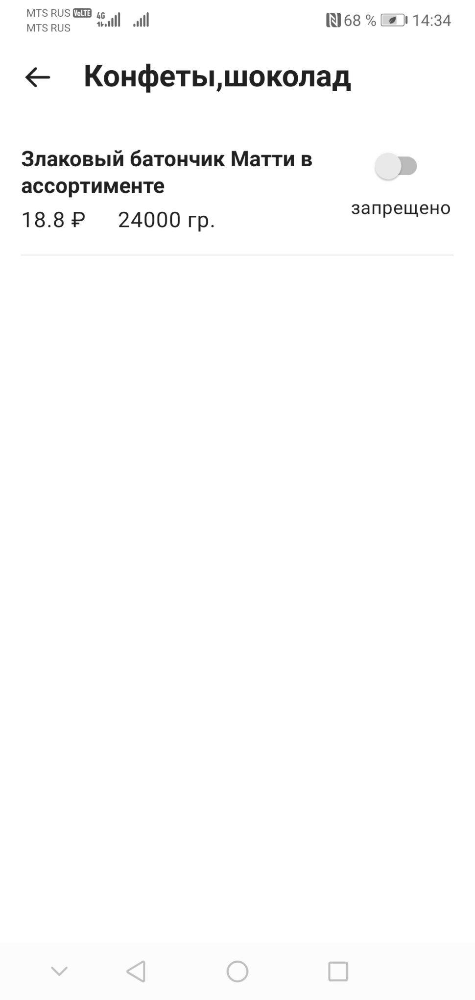 MTS RUS VoLTE 4G
MTS RUS
68 % 14:34
Конфеты,шоколад
Злаковый батончик Матти в
ассортименте
18.8 ₽ 24000 гр.
запрещено